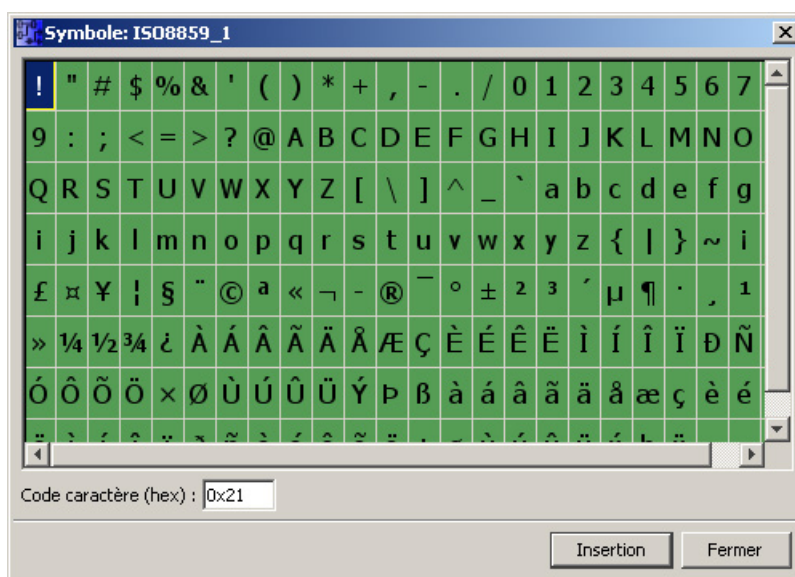 Symbole: ISO8859_1
! " # $ % & ' ( ) * + , - . / 0 1 2 3 4 5 6 7
9 : ; < = > ? @ A B C D E F G H I J K L M N O
Q R S T U V W X Y Z [ \ ] ^ _ ` a b c d e f g
i j k l m n o p q r s t u v w x y z { | } ~ ¡
£ ¤ ¥ ¦ § ¨ © ª « ¬ - ® ¯ ° ± ² ³ ´ µ ¶ · ¸ ¹
» ¼ ½ ¾ ¿ À Á Â Ã Ä Å Æ Ç È É Ê Ë Ì Í Î Ï Ð Ñ
Ó Ô Õ Ö × Ø Ù Ú Û Ü Ý Þ ß à á â ã ä å æ ç è é
Code caractère (hex) : 0x21
Insertion Fermer